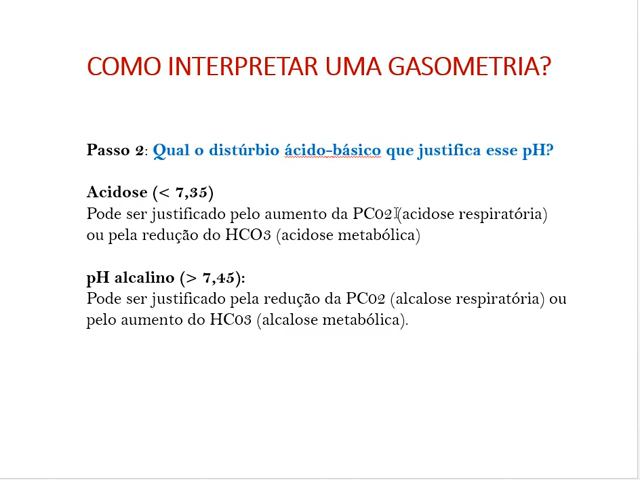 COMO INTERPRETAR UMA GASOMETRIA?
Passo 2: Qual o distúrbio ácido-básico que justifica esse pH?
Acidose (< 7,35)
Pode ser justificado pelo aumento da PC02 (acidose respiratória)
ou pela redução do HCO3 (acidose metabólica)
pH alcalino (> 7,45):
Pode ser justificado pela redução da PC02 (alcalose respiratória) ou
pelo aumento do HC03 (alcalose metabólica).